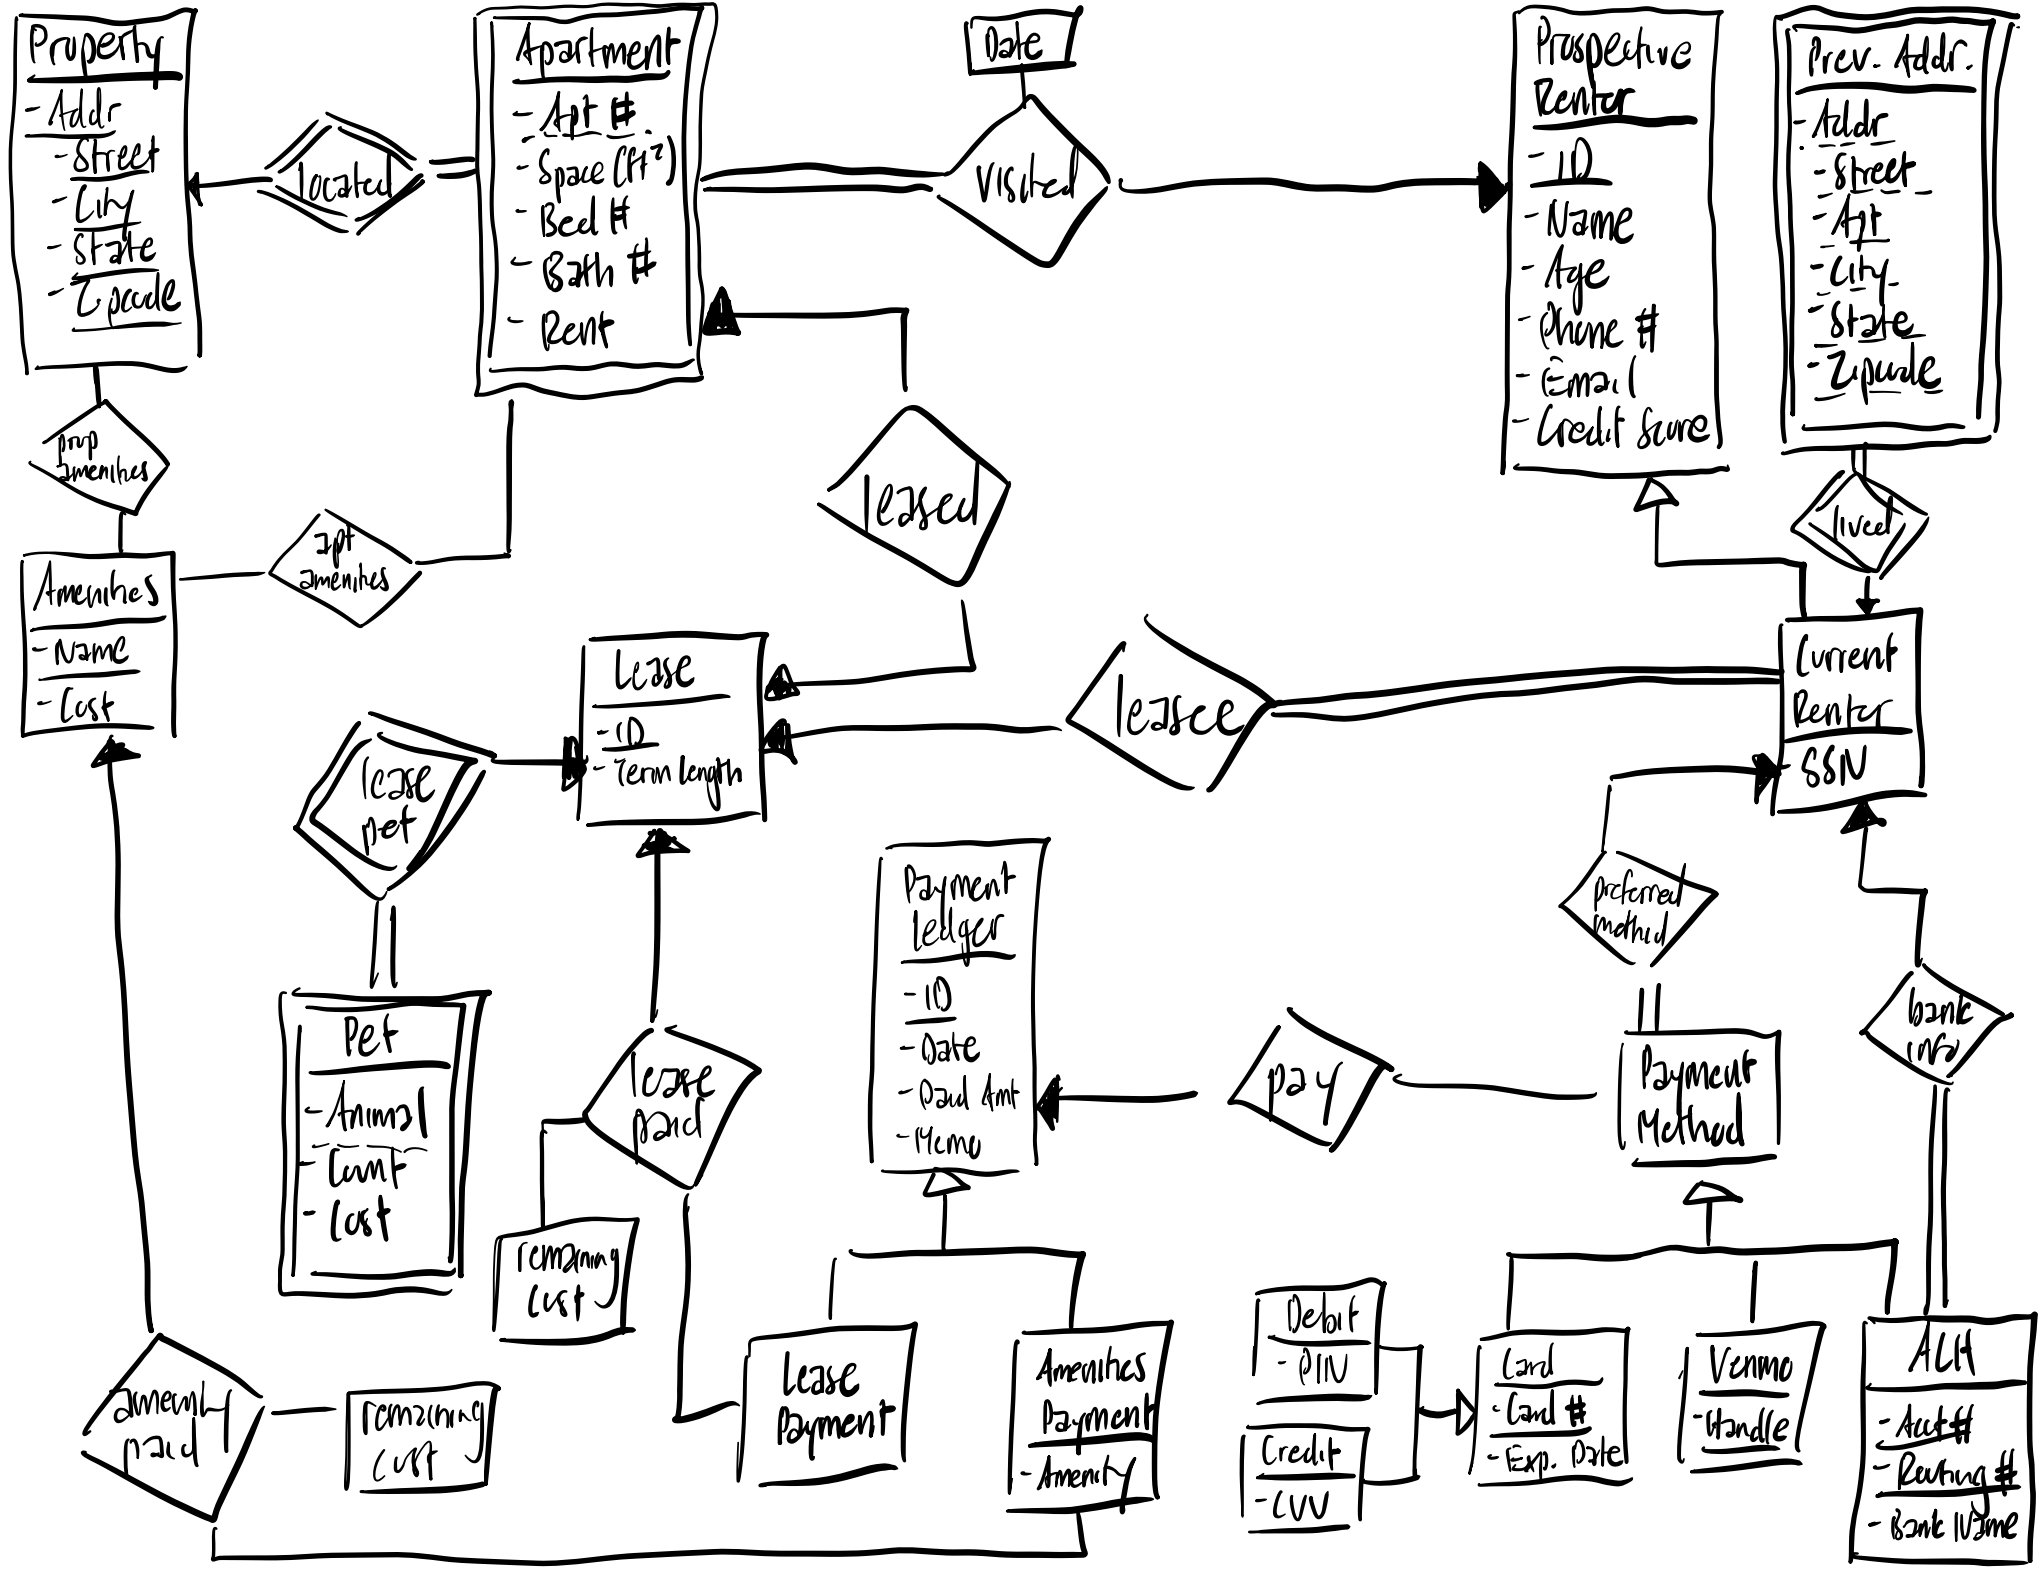 Property
- Addr
- Street
- City
- State
- Zipcode
located
Apartment
- Apt #
- Space (ft²)
- Bed #
- Bath #
- Rent
Date
Visited
Prospective
Renter
- ID
- Name
- Age
- Phone #
- Email
- Credit Score
Prev. Addr.
- Addr
- Street
- Apt
- City
- State
- Zipcode
lived
prop
amenities
apt
amenities
Amenities
- Name
- Cost
leased
Lease
- ID
- Term Length
leasee
Current
Renter
- SSN
lease
pet
Pet
- Animal
- Count
- Cost
lease
paid
remaining
cost
Payment
Ledger
- ID
- Date
- Paid Amt
- Memo
pay
preferred
method
bank
info
Payment
Method
Lease
Payment
Amenities
Payment
- Amenity
amenity
paid
remaining
cost
Debit
- PIN
Credit
- CVV
Card
- Card #
- Exp. Date
Venmo
- Handle
ACH
- Acct #
- Routing #
- Bank Name